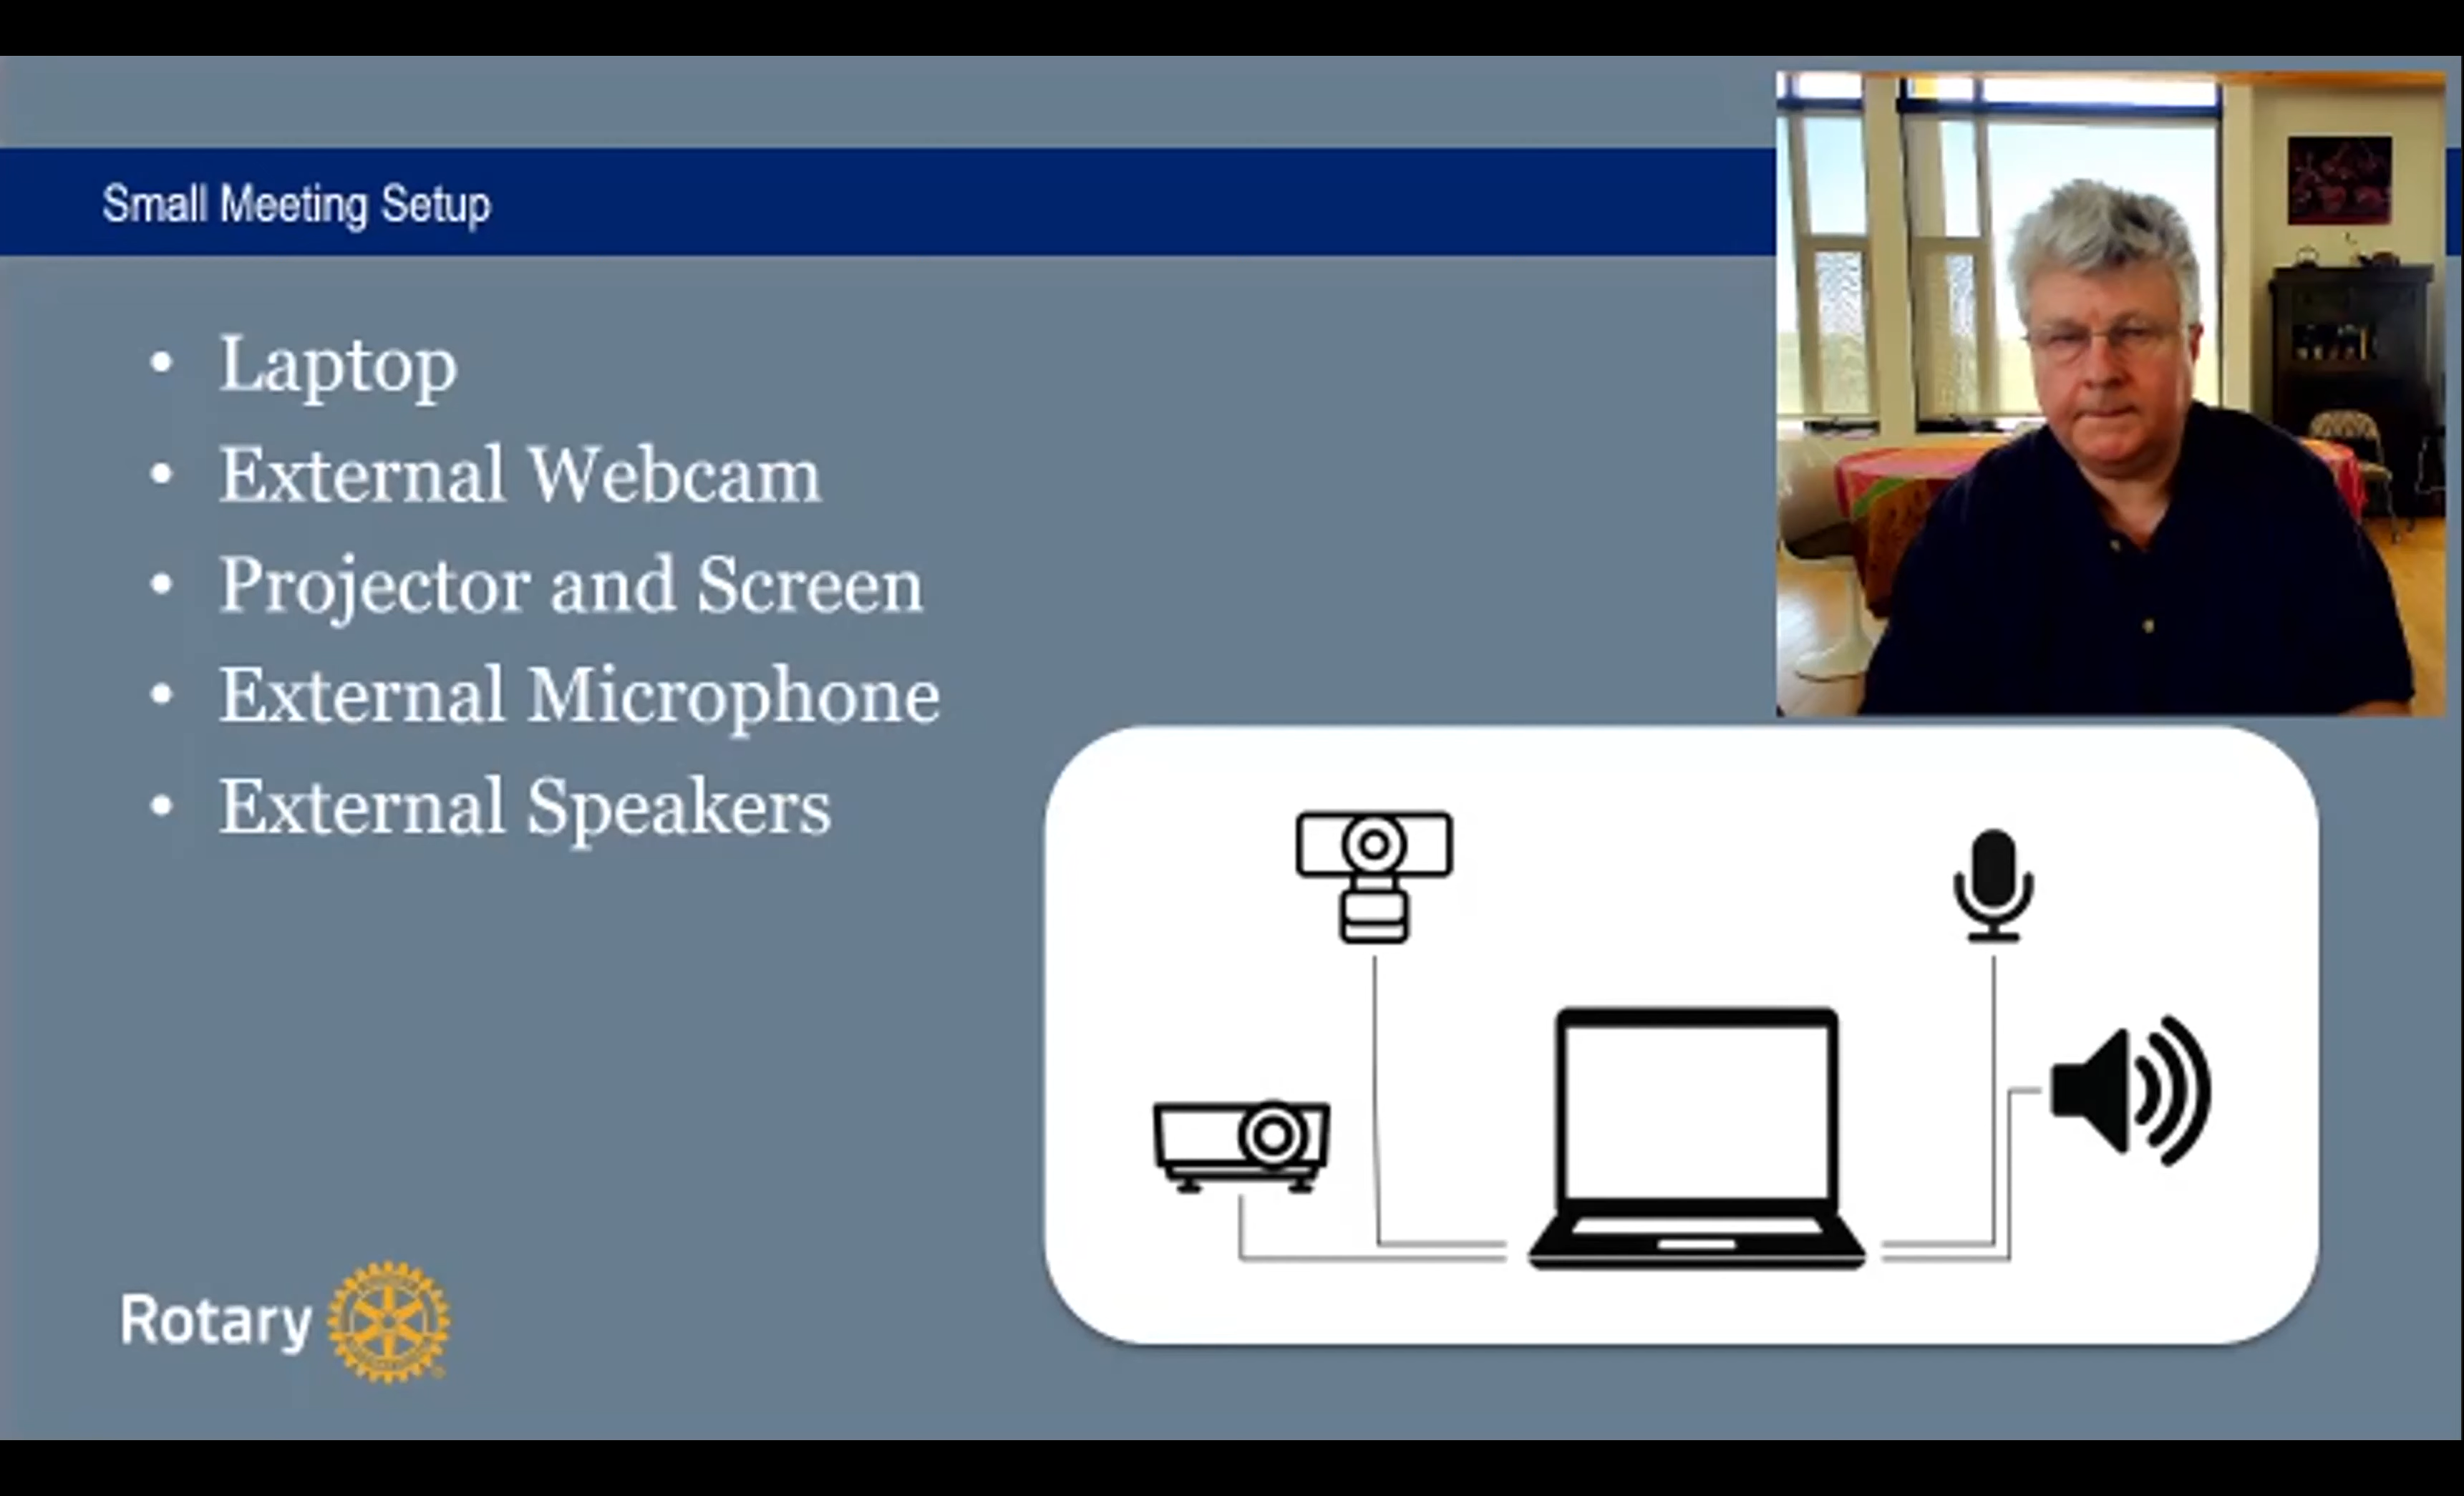 Small Meeting Setup
• Laptop
• External Webcam
• Projector and Screen
• External Microphone
• External Speakers
Rotary